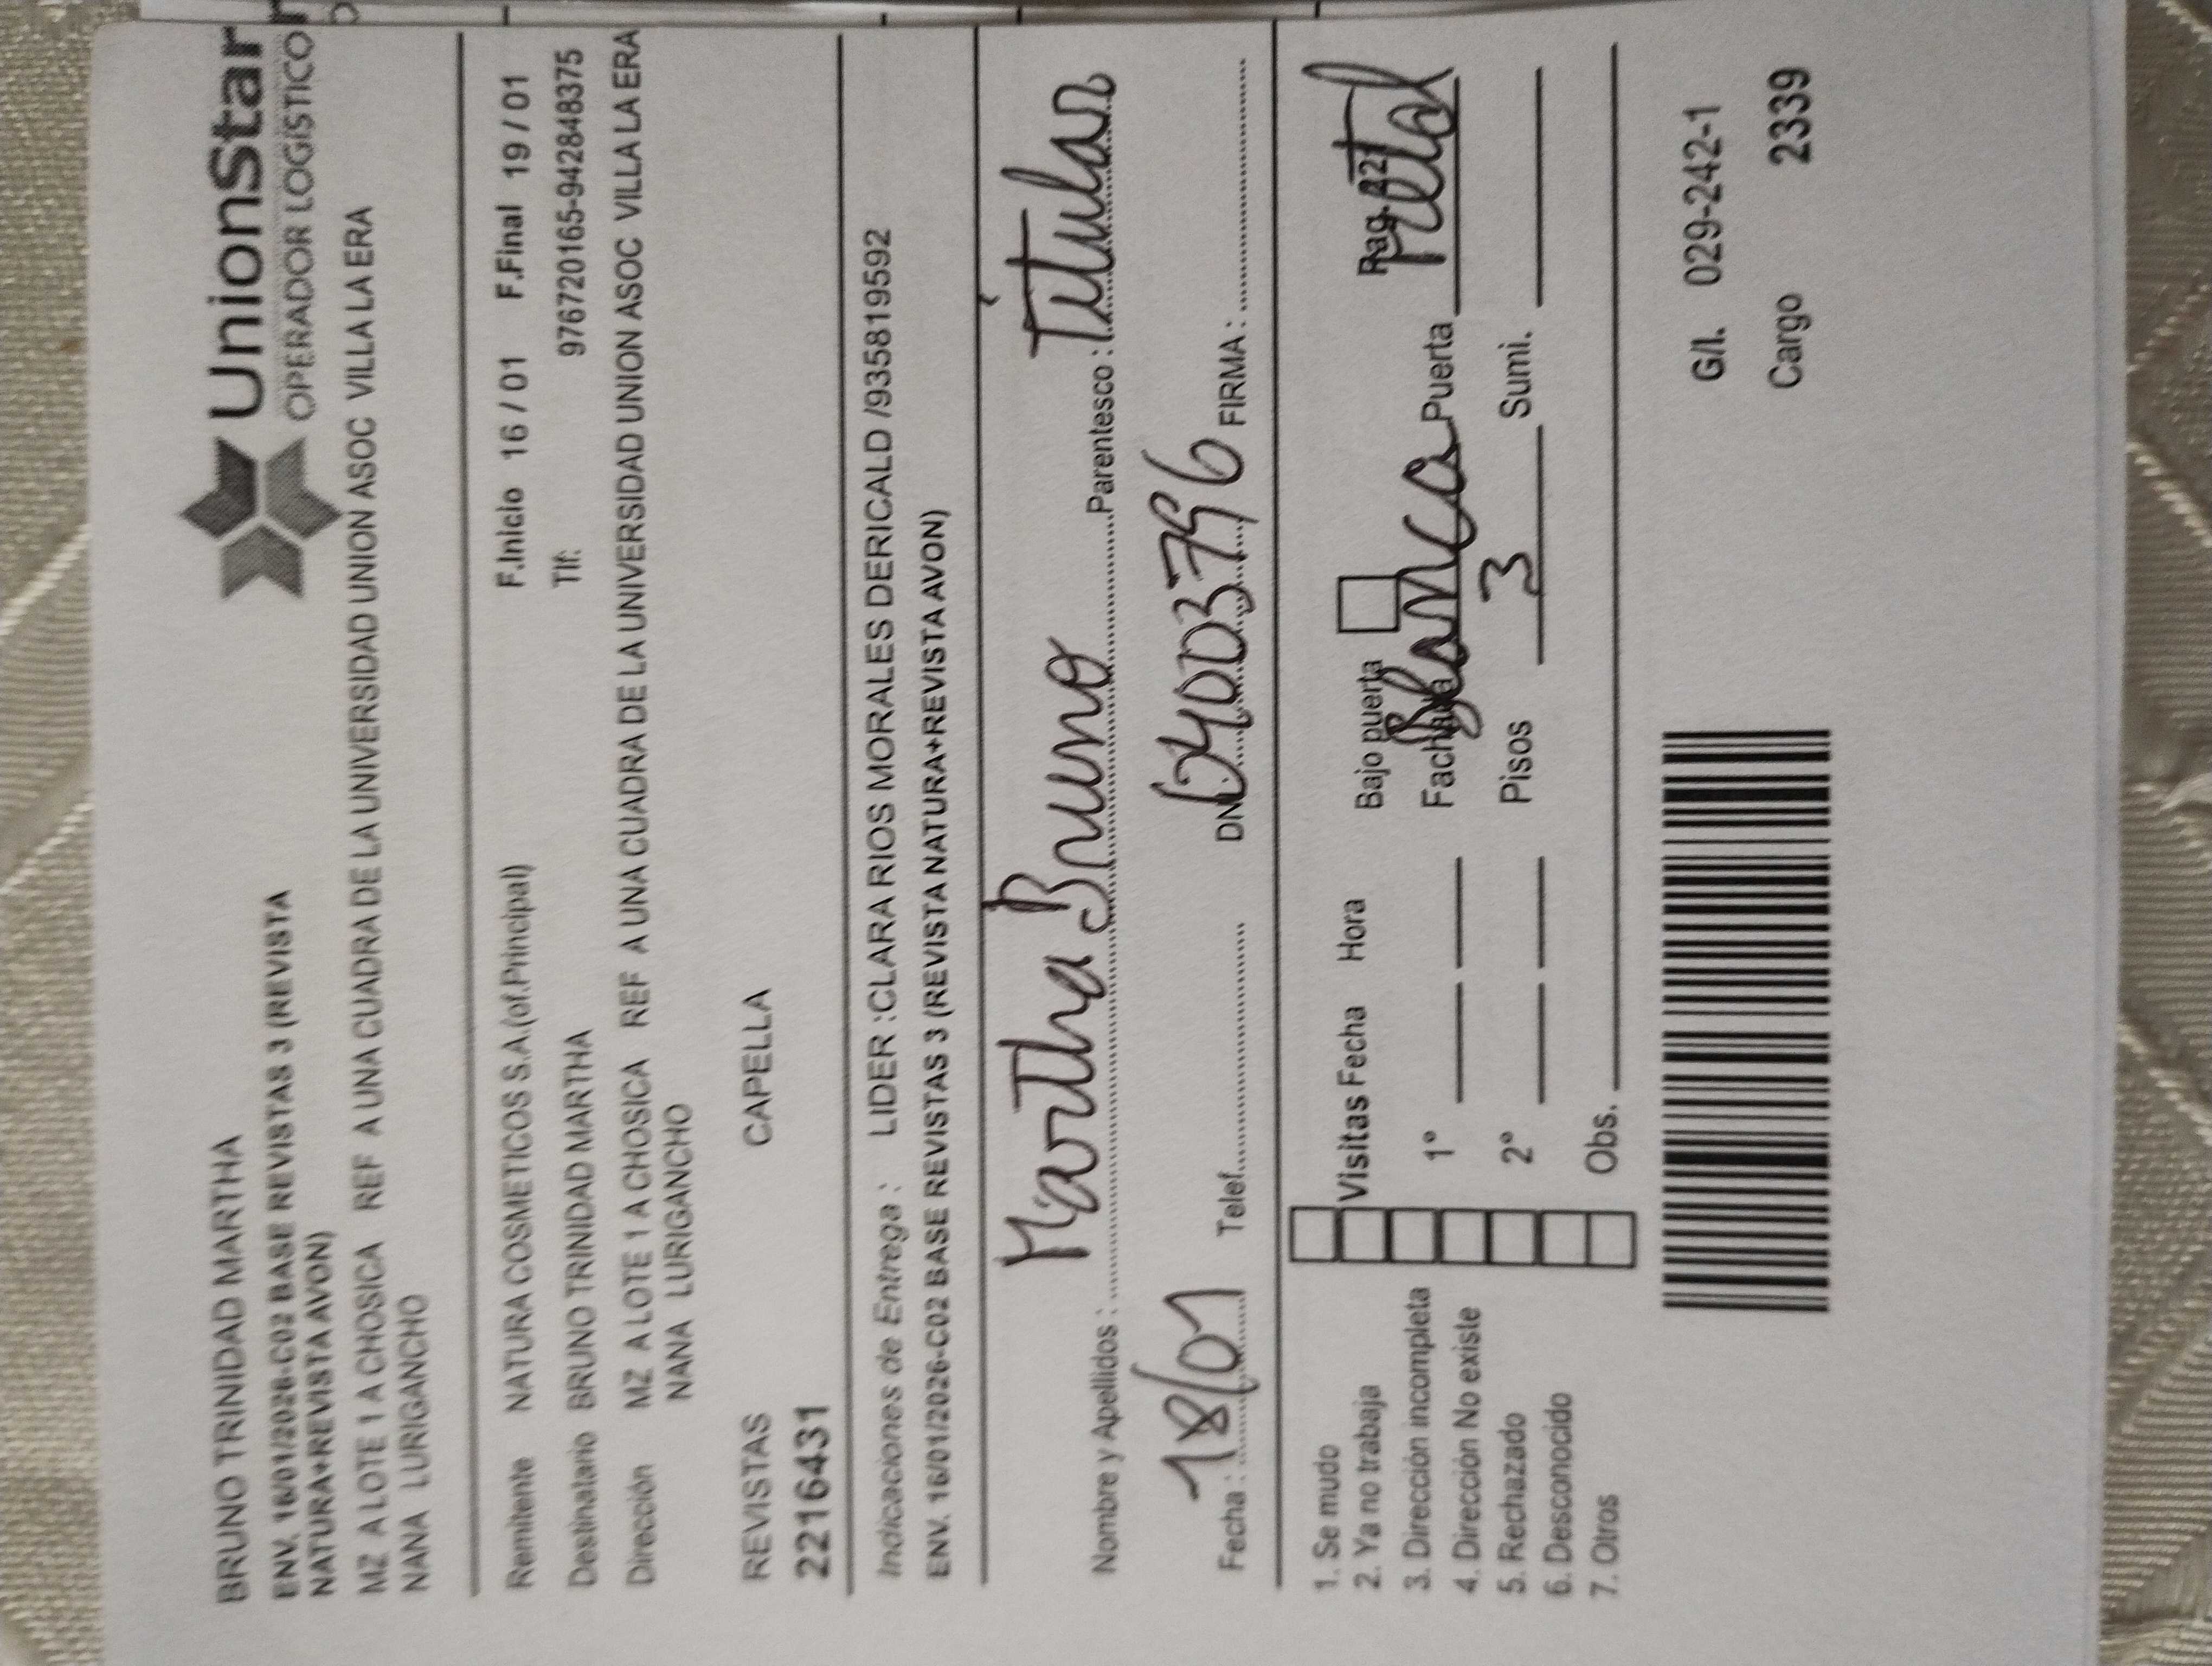 UnionStar
OPERADOR LOGÍSTICO
BRUNO TRINIDAD MARTHA
ENV. 16/01/2026-C02 BASE REVISTAS 3 (REVISTA
NATURA+REVISTA AVON)
MZ A LOTE 1 A CHOSICA REF A UNA CUADRA DE LA UNIVERSIDAD UNION ASOC VILLA LA ERA
NANA LURIGANCHO
Remitente NATURA COSMETICOS S.A.(of.Principal) F.Inicio 16 / 01 F.Final 19 / 01
Destinatario BRUNO TRINIDAD MARTHA Tlf: 976720165-942848375
Dirección MZ A LOTE 1 A CHOSICA REF A UNA CUADRA DE LA UNIVERSIDAD UNION ASOC VILLA LA ERA
NANA LURIGANCHO
REVISTAS CAPELLA
2216431
Indicaciones de Entrega : LIDER :CLARA RIOS MORALES DERICALD /935819592
ENV. 16/01/2026-C02 BASE REVISTAS 3 (REVISTA NATURA+REVISTA AVON)
Nombre y Apellidos : Martha Bruno Parentesco : Titular
Fecha : 18/01 Telef. DNI FIRMA :
1. Se mudo
2. Ya no trabaja
3. Dirección incompleta
4. Dirección No existe
5. Rechazado
6. Desconocido
7. Otros
Visitas Fecha Hora Bajo puerta
1° Fachada Blanca Puerta Metal
2° Pisos 3 Sumi.
Obs.
G/l. 029-242-1
Cargo 2339